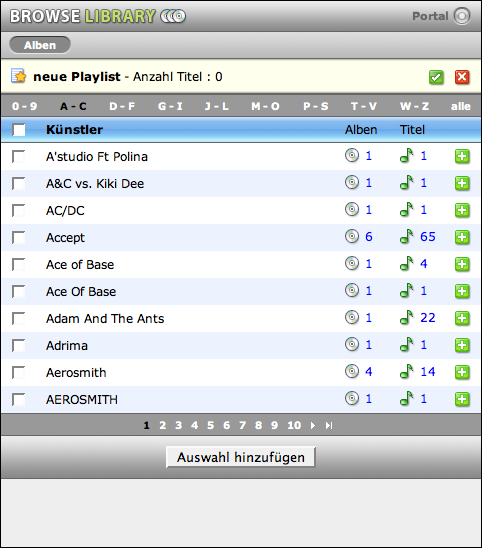 BROWSE LIBRARY Portal
Alben
neue Playlist - Anzahl Titel : 0
0 - 9 A - C D - F G - I J - L M - O P - S T - V W - Z alle
Künstler Alben Titel
A'studio Ft Polina 1 1
A&C vs. Kiki Dee 1 1
AC/DC 1 1
Accept 6 65
Ace of Base 1 4
Ace Of Base 1 1
Adam And The Ants 1 22
Adrima 1 1
Aerosmith 4 14
AEROSMITH 1 1
1 2 3 4 5 6 7 8 9 10
Auswahl hinzufügen